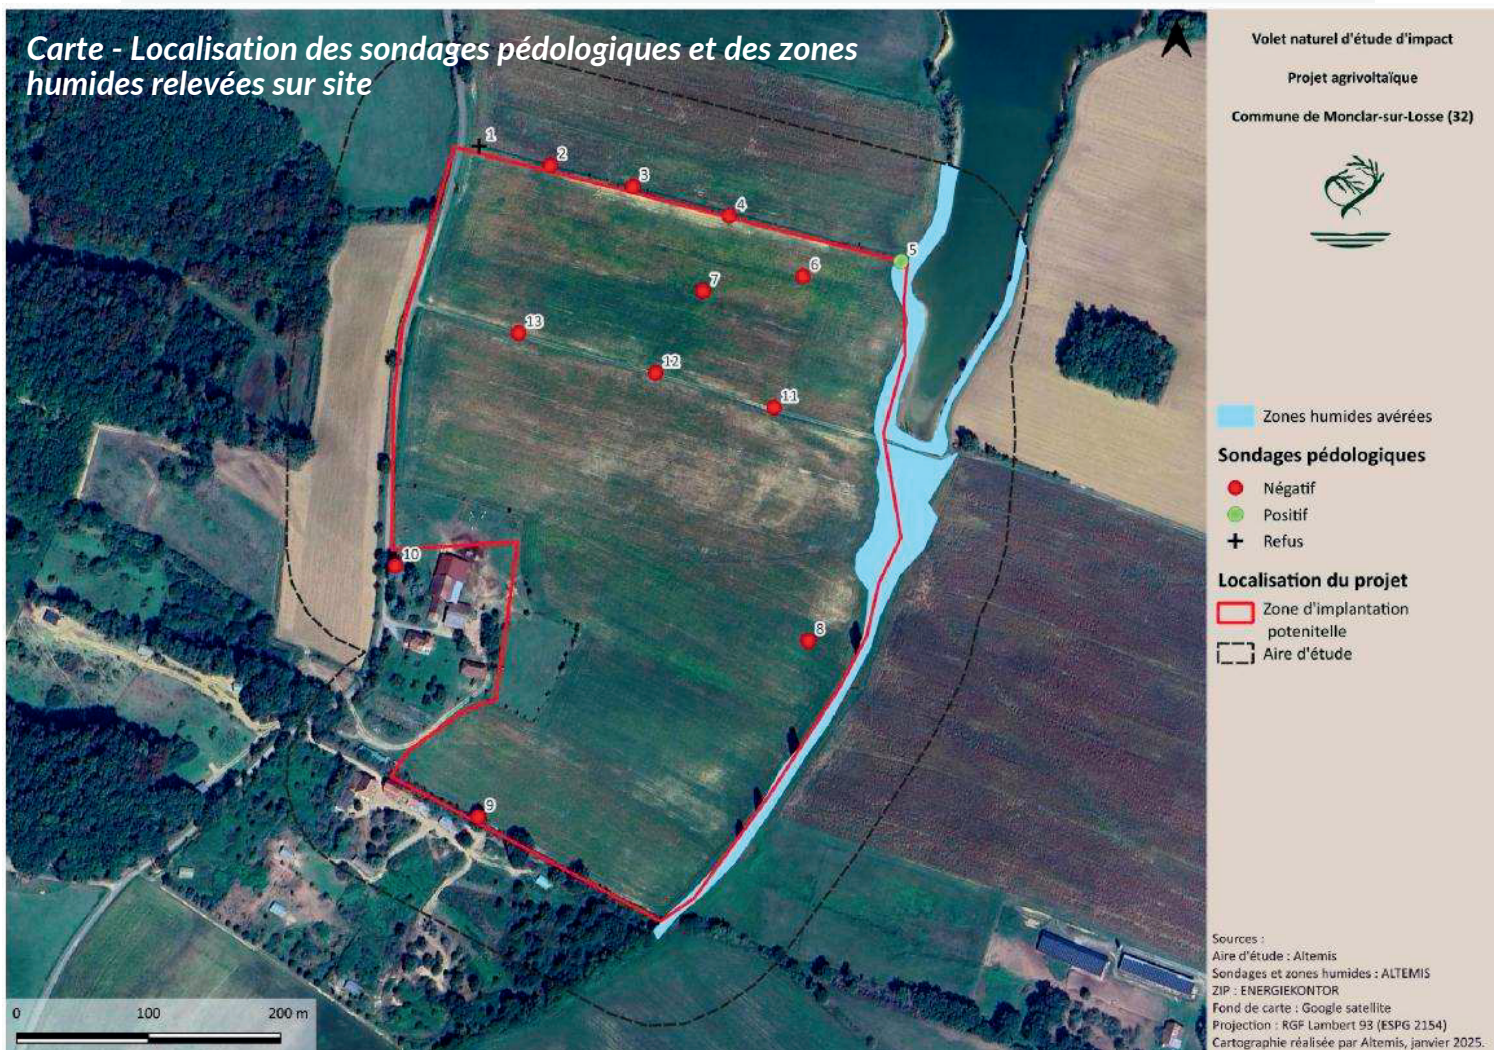 Carte - Localisation des sondages pédologiques et des zones
humides relevées sur site
1
2
3
4
5
6
7
13
12
11
10
8
9
0 100 200 m
Volet naturel d'étude d'impact
Projet agrivoltaïque
Commune de Monclar-sur-Losse (32)
Zones humides avérées
Sondages pédologiques
Négatif
Positif
Refus
Localisation du projet
Zone d'implantation
potenitelle
Aire d'étude
Sources :
Aire d'étude : Altemis
Sondages et zones humides : ALTEMIS
ZIP : ENERGIEKONTOR
Fond de carte : Google satellite
Projection : RGF Lambert 93 (ESPG 2154)
Cartographie réalisée par Altemis, janvier 2025.